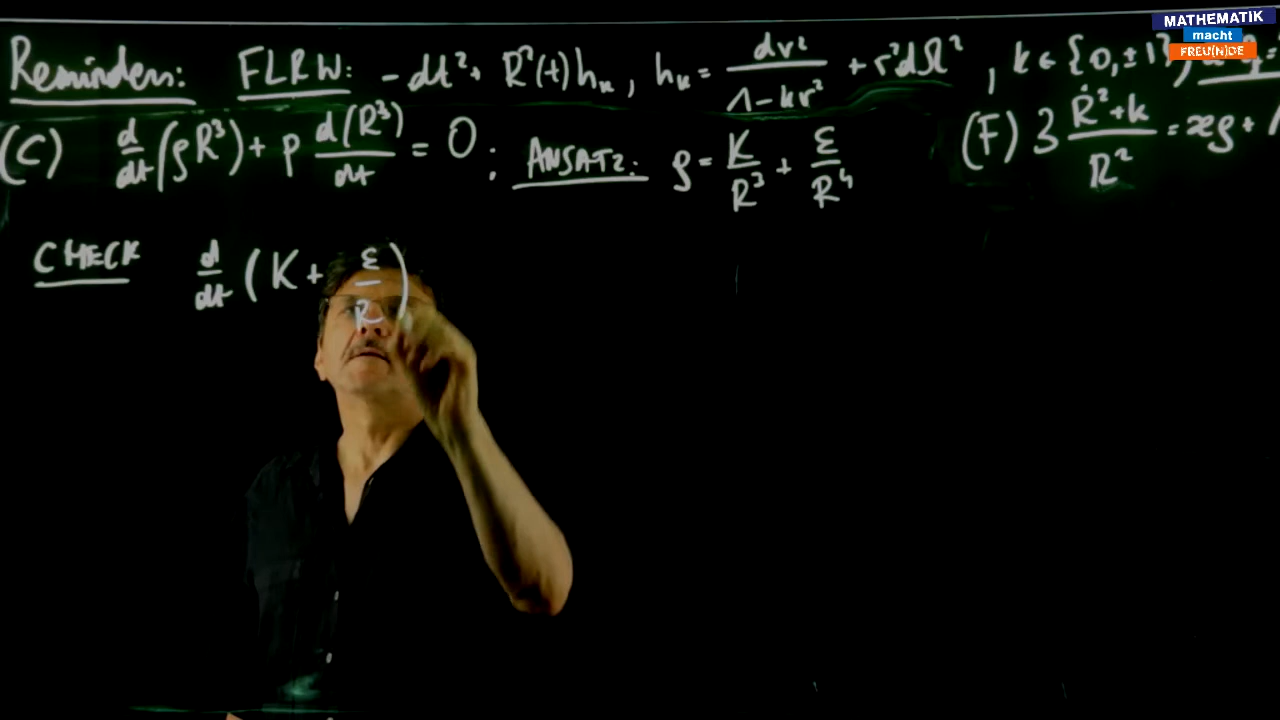 MATHEMATIK
macht
FREU(N)DE
Reminders: FLRW: - dt² + R²(t) hₖ , hₖ = dr² / (1 - kr²) + r²dΩ² , k ∈ {0, ±1},
(C) d/dt (ρR³) + p d(R³)/dt = 0 : ANSATZ: ρ = K/R³ + ε/R⁴ (F) 3 (Ṙ² + k)/R² = ϰρ +
CHECK d/dt (K + ε/R)